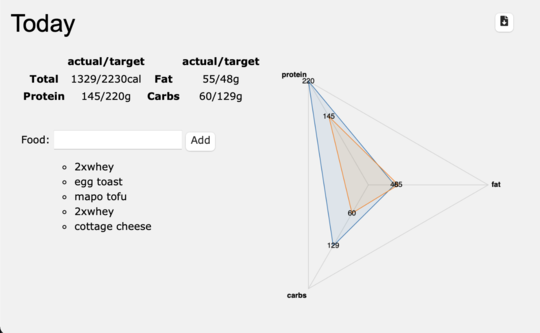 Today
actual/target actual/target
Total 1329/2230cal Fat 55/48g
Protein 145/220g Carbs 60/129g
Food: Add
2xwhey
egg toast
mapo tofu
2xwhey
cottage cheese
protein
220
145
fat
60
129
carbs